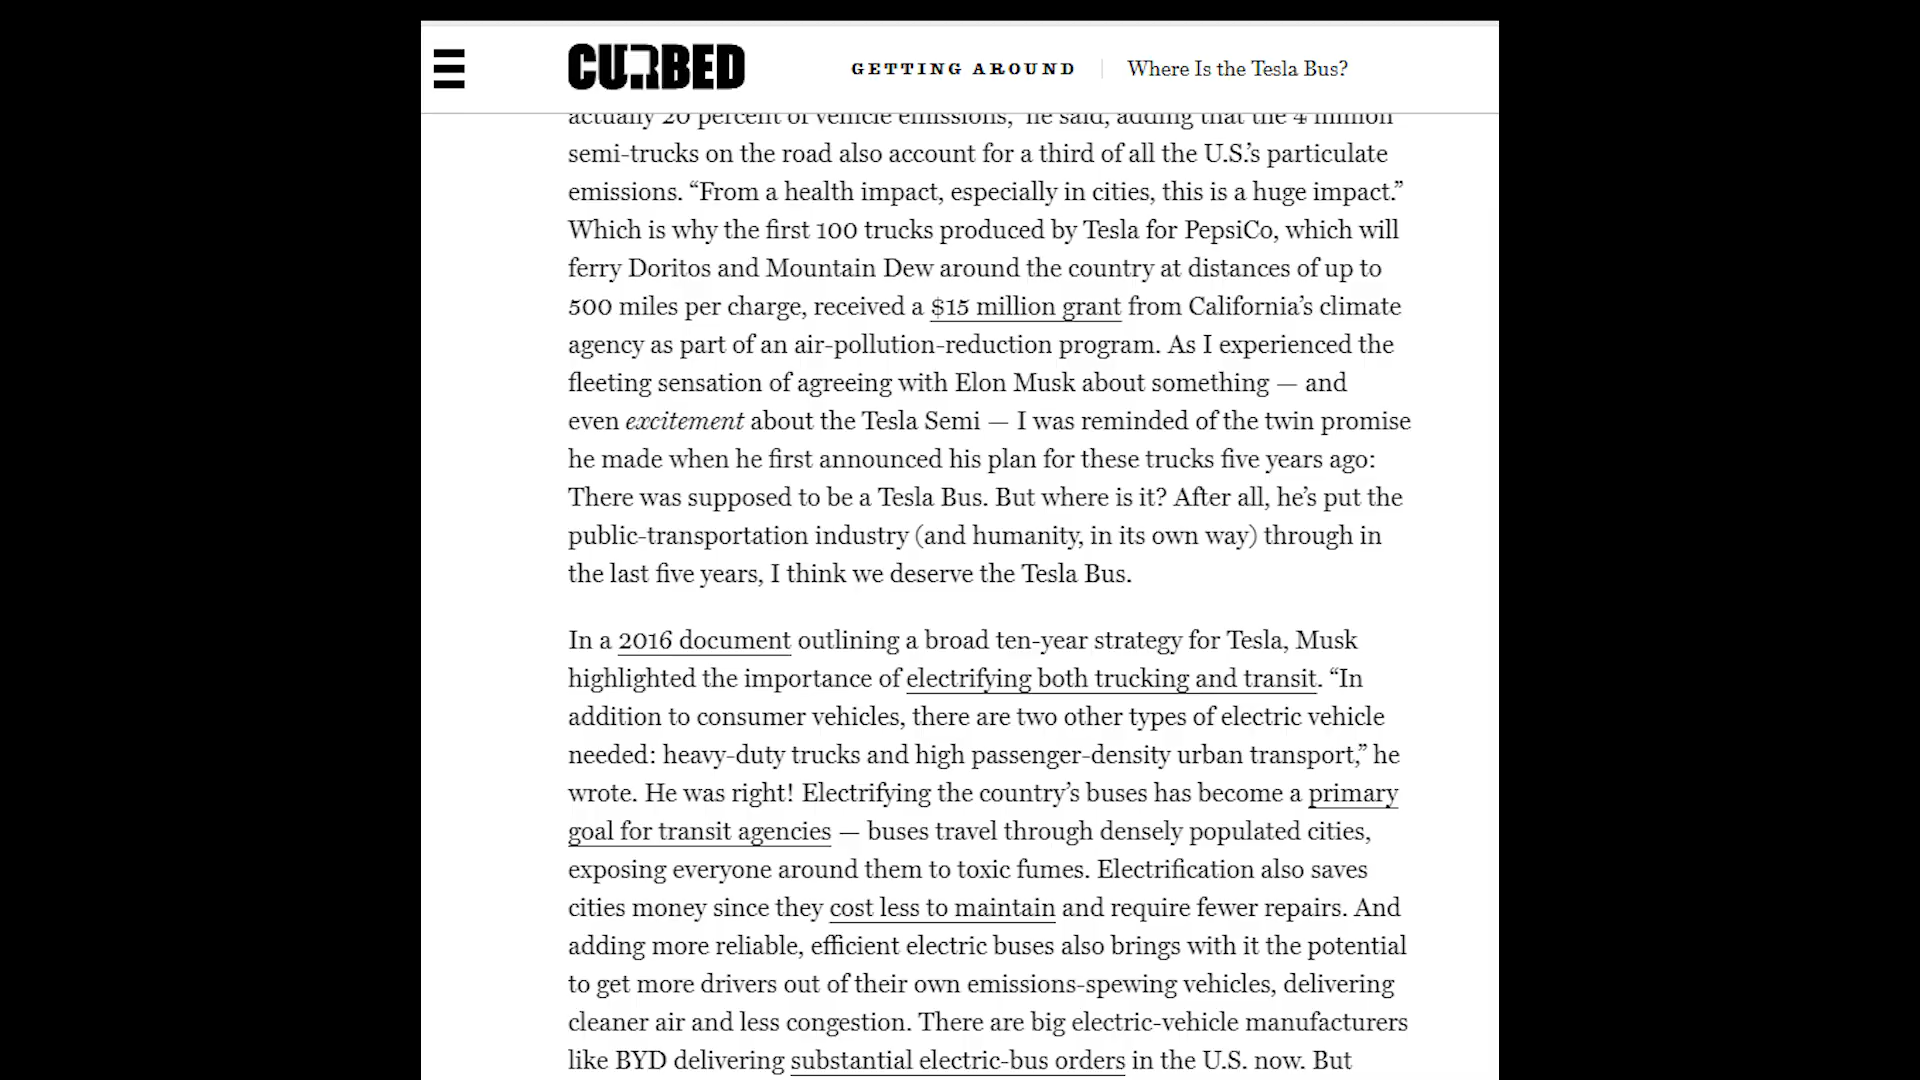 CURBED
GETTING AROUND
Where Is the Tesla Bus?
actually 20 percent of vehicle emissions,” he said, adding that the 4 million
semi-trucks on the road also account for a third of all the U.S.’s particulate
emissions. “From a health impact, especially in cities, this is a huge impact.”
Which is why the first 100 trucks produced by Tesla for PepsiCo, which will
ferry Doritos and Mountain Dew around the country at distances of up to
500 miles per charge, received a $15 million grant from California’s climate
agency as part of an air-pollution-reduction program. As I experienced the
fleeting sensation of agreeing with Elon Musk about something — and
even excitement about the Tesla Semi — I was reminded of the twin promise
he made when he first announced his plan for these trucks five years ago:
There was supposed to be a Tesla Bus. But where is it? After all, he’s put the
public-transportation industry (and humanity, in its own way) through in
the last five years, I think we deserve the Tesla Bus.
In a 2016 document outlining a broad ten-year strategy for Tesla, Musk
highlighted the importance of electrifying both trucking and transit. “In
addition to consumer vehicles, there are two other types of electric vehicle
needed: heavy-duty trucks and high passenger-density urban transport,” he
wrote. He was right! Electrifying the country’s buses has become a primary
goal for transit agencies — buses travel through densely populated cities,
exposing everyone around them to toxic fumes. Electrification also saves
cities money since they cost less to maintain and require fewer repairs. And
adding more reliable, efficient electric buses also brings with it the potential
to get more drivers out of their own emissions-spewing vehicles, delivering
cleaner air and less congestion. There are big electric-vehicle manufacturers
like BYD delivering substantial electric-bus orders in the U.S. now. But